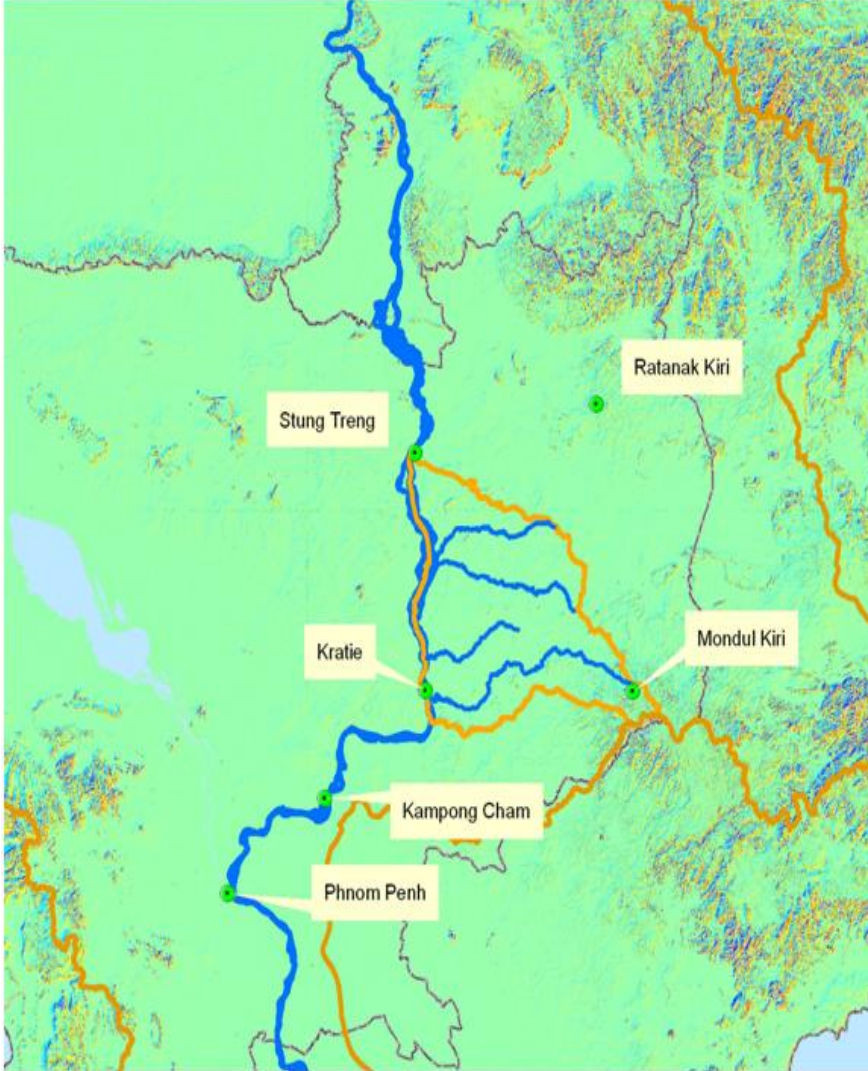 Ratanak Kiri
Stung Treng
Mondul Kiri
Kratie
Kampong Cham
Phnom Penh